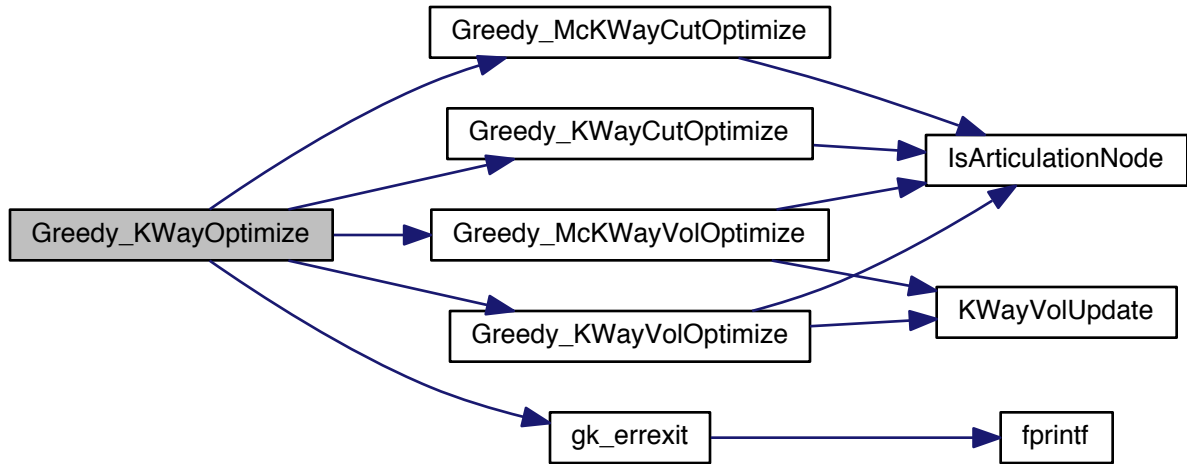 Greedy_McKWayCutOptimize
Greedy_KWayCutOptimize
IsArticulationNode
Greedy_KWayOptimize
Greedy_McKWayVolOptimize
KWayVolUpdate
Greedy_KWayVolOptimize
gk_errexit
fprintf